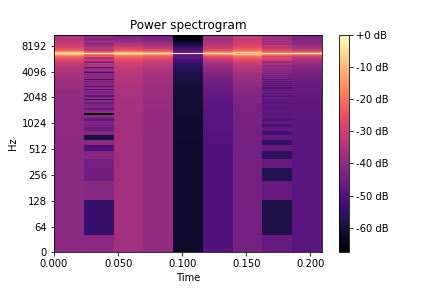 Power spectrogram
8192
4096
2048
1024
512
256
128
64
0
Hz
0.000 0.050 0.100 0.150 0.200
Time
+0 dB
-10 dB
-20 dB
-30 dB
-40 dB
-50 dB
-60 dB